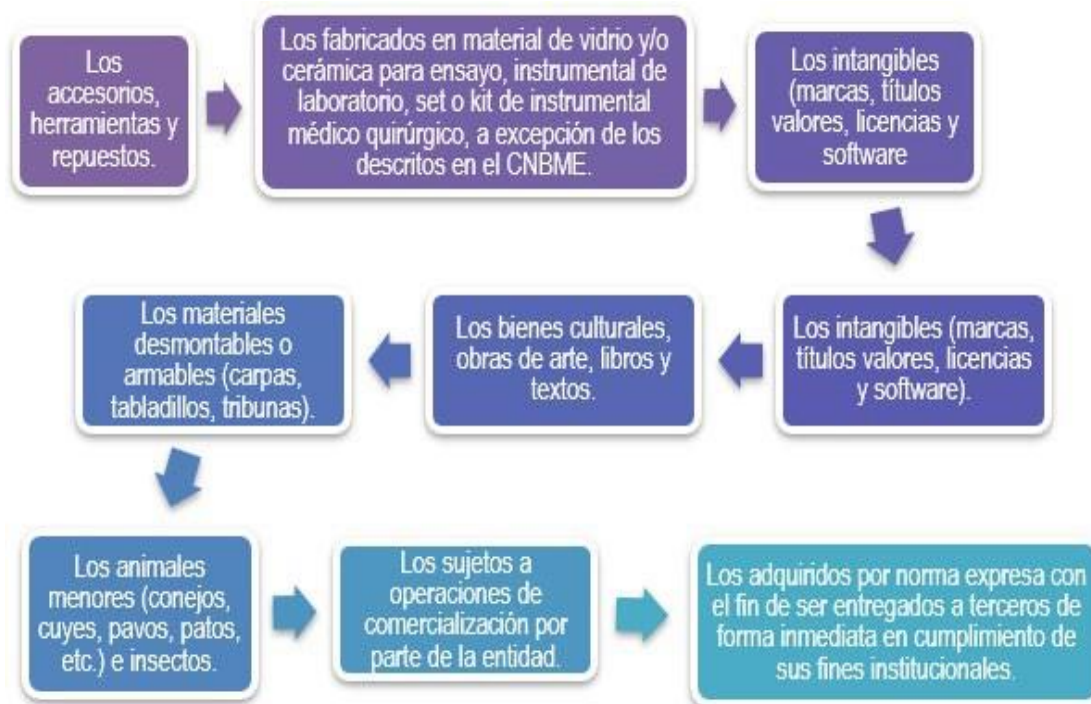 Los
accesorios,
herramientas y
repuestos.
Los fabricados en material de vidrio y/o
cerámica para ensayo, instrumental de
laboratorio, set o kit de instrumental
médico quirúrgico, a excepción de los
descritos en el CNBME.
Los intangibles
(marcas, títulos
valores, licencias y
software
Los intangibles (marcas,
títulos valores, licencias
y software).
Los bienes culturales,
obras de arte, libros y
textos.
Los materiales
desmontables o
armables (carpas,
tabladillos, tribunas).
Los animales
menores (conejos,
cuyes, pavos, patos,
etc.) e insectos.
Los sujetos a
operaciones de
comercialización por
parte de la entidad.
Los adquiridos por norma expresa con
el fin de ser entregados a terceros de
forma inmediata en cumplimiento de
sus fines institucionales.